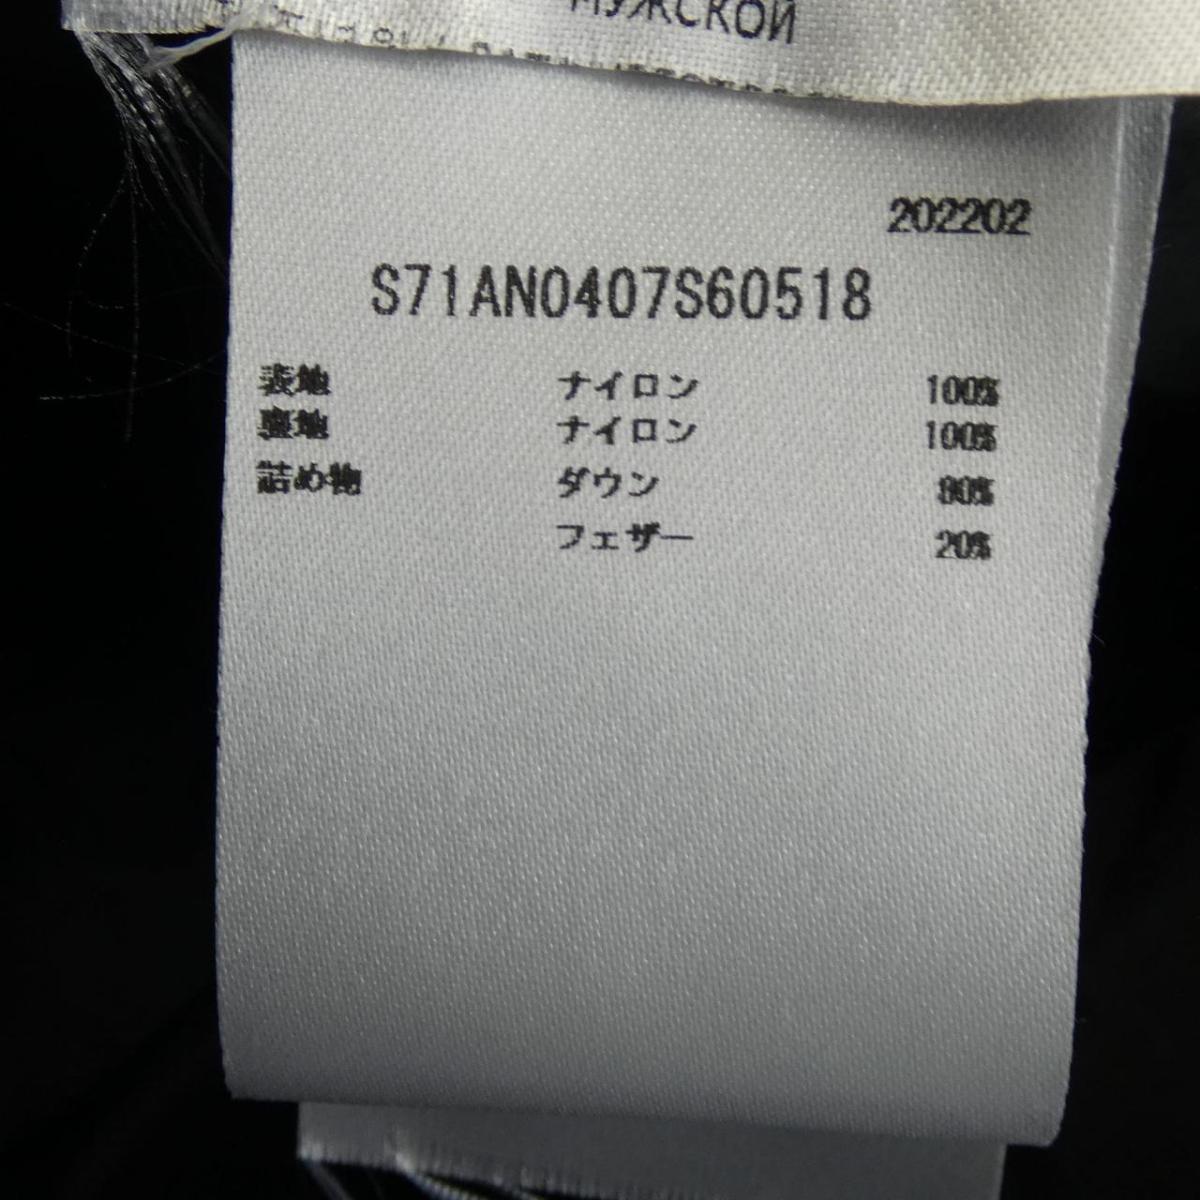 МУЖСКОЙ
202202
S71AN0407S60518
表地 ナイロン 100%
裏地 ナイロン 100%
詰め物 ダウン 80%
フェザー 20%